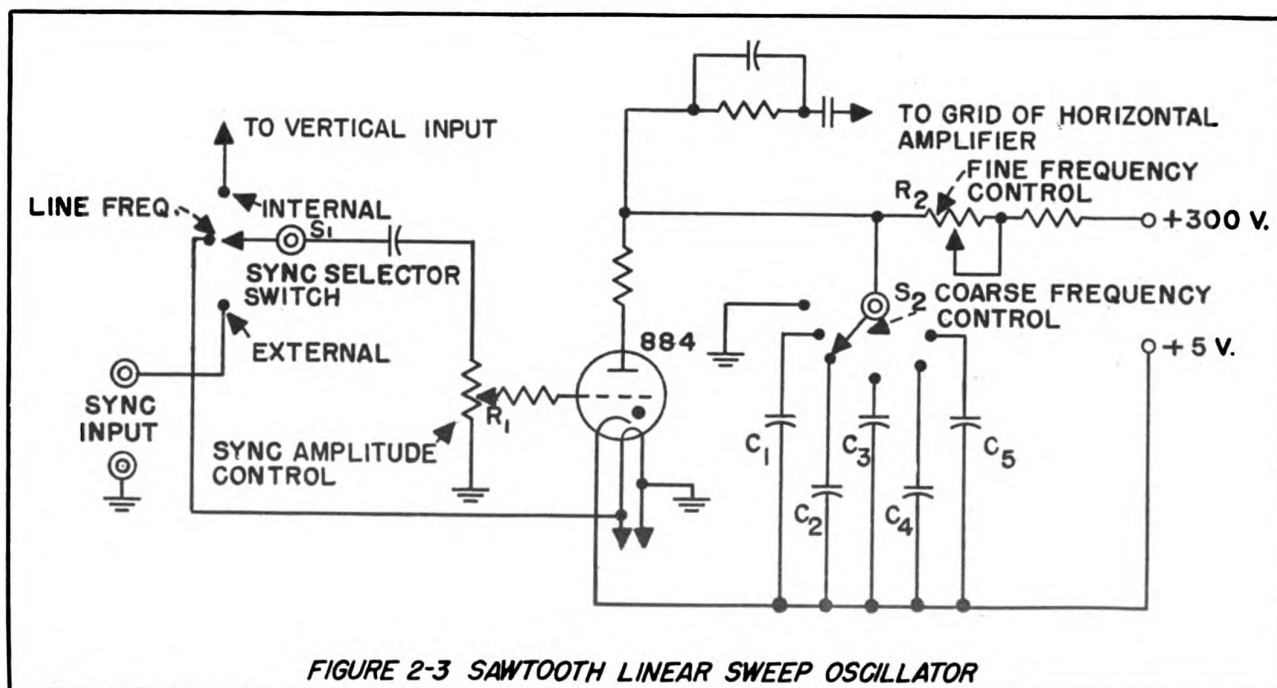 TO VERTICAL INPUT
LINE FREQ.
INTERNAL
S1
SYNC SELECTOR
SWITCH
EXTERNAL
SYNC
INPUT
SYNC AMPLITUDE
CONTROL
R1
884
TO GRID OF HORIZONTAL
AMPLIFIER
R2
FINE FREQUENCY
CONTROL
+300 V.
S2 COARSE FREQUENCY
CONTROL
+5 V.
C1
C2
C3
C4
C5
FIGURE 2-3 SAWTOOTH LINEAR SWEEP OSCILLATOR